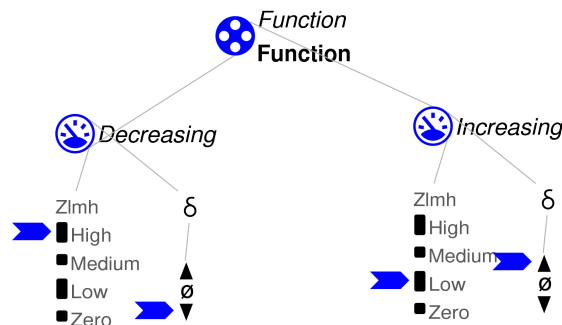 Function
Function
Decreasing
Increasing
Zlmh
δ
High
Medium
Low
ø
Zero
Zlmh
δ
High
Medium
Low
ø
Zero